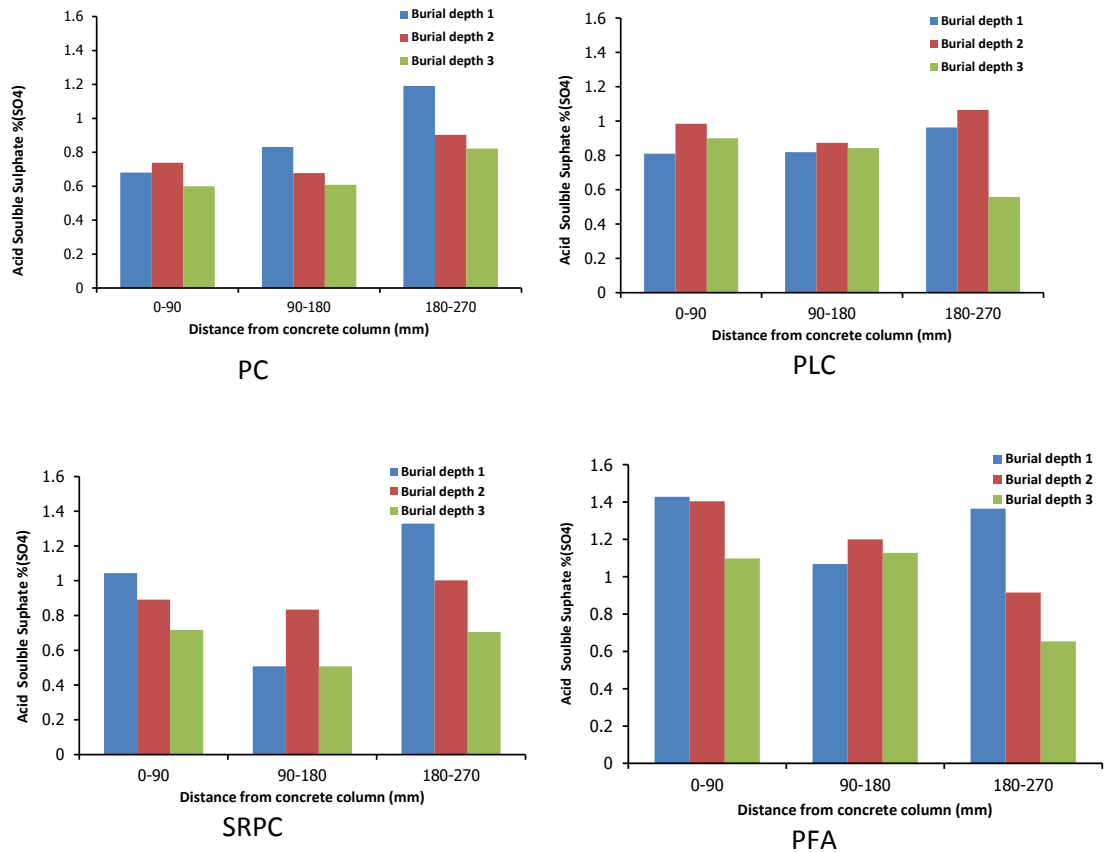 1.6
1.4
1.2
1
0.8
0.6
0.4
0.2
0
Acid Soulble Sulphate %(SO4)
Burial depth 1
Burial depth 2
Burial depth 3
0-90 90-180 180-270
Distance from concrete column (mm)
PC
1.6
1.4
1.2
1
0.8
0.6
0.4
0.2
0
Acid Soulble Suphate %(SO4)
Burial depth 1
Burial depth 2
Burial depth 3
0-90 90-180 180-270
Distance from concrete column (mm)
PLC
1.6
1.4
1.2
1
0.8
0.6
0.4
0.2
0
Acid Soulble Suphate %(SO4)
Burial depth 1
Burial depth 2
Burial depth 3
0-90 90-180 180-270
Distance from concrete column (mm)
SRPC
1.6
1.4
1.2
1
0.8
0.6
0.4
0.2
0
Acid Soulble Suphate %(SO4)
Burial depth 1
Burial depth 2
Burial depth 3
0-90 90-180 180-270
Distance from concrete column (mm)
PFA